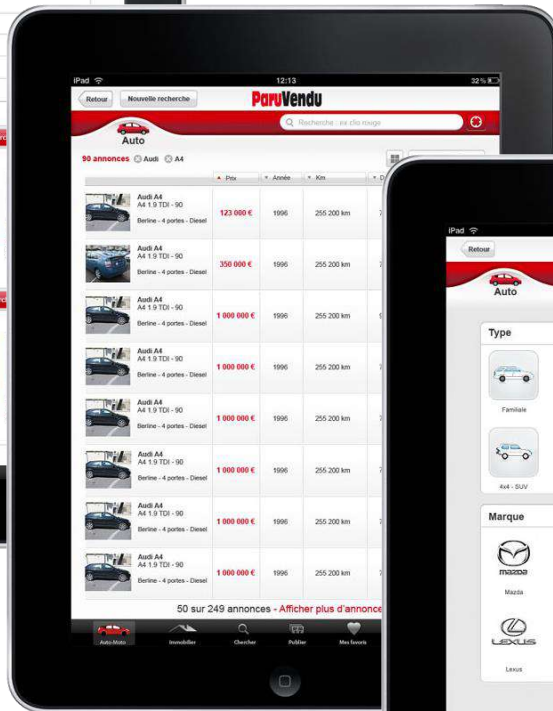 iPad 12:13 32 %
Retour Nouvelle recherche ParuVendu
Recherche : ex clio rouge
Auto
90 annonces Audi A4
Prix Année Km D
Audi A4
A4 1.9 TDI - 90
Berline - 4 portes - Diesel
123 000 € 1996 255 200 km
Audi A4
A4 1.9 TDI - 90
Berline - 4 portes - Diesel
350 000 € 1996 255 200 km
Audi A4
A4 1.9 TDI - 90
Berline - 4 portes - Diesel
1 000 000 € 1996 255 200 km
Audi A4
A4 1.9 TDI - 90
Berline - 4 portes - Diesel
1 000 000 € 1996 255 200 km
Audi A4
A4 1.9 TDI - 90
Berline - 4 portes - Diesel
1 000 000 € 1996 255 200 km
Audi A4
A4 1.9 TDI - 90
Berline - 4 portes - Diesel
1 000 000 € 1996 255 200 km
Audi A4
A4 1.9 TDI - 90
Berline - 4 portes - Diesel
1 000 000 € 1996 255 200 km
Audi A4
A4 1.9 TDI - 90
Berline - 4 portes - Diesel
1 000 000 € 1996 255 200 km
50 sur 249 annonces - Afficher plus d'annonce
Auto-Moto Immobilier Chercher Publier Mes favoris
iPad
Retour
Auto
Type
Familiale
4x4 - SUV
Marque
mazda
Mazda
LEXUS
Lexus